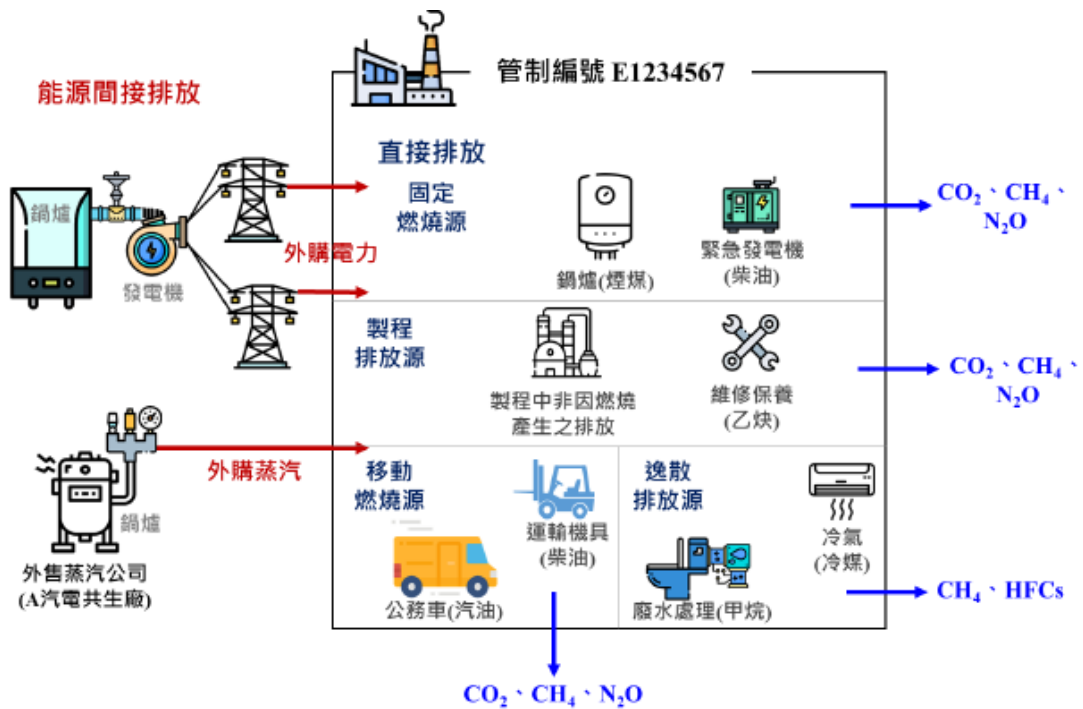 管制編號 E1234567
能源間接排放
直接排放
固定
燃燒源
鍋爐
發電機
外購電力
鍋爐(煙煤)
緊急發電機
(柴油)
CO₂、CH₄、
N₂O
製程
排放源
製程中非因燃燒
產生之排放
維修保養
(乙炔)
CO₂、CH₄、
N₂O
外購蒸汽
鍋爐
外售蒸汽公司
(A汽電共生廠)
移動
燃燒源
運輸機具
(柴油)
公務車(汽油)
逸散
排放源
冷氣
(冷媒)
廢水處理(甲烷)
CH₄、HFCs
CO₂、CH₄、N₂O